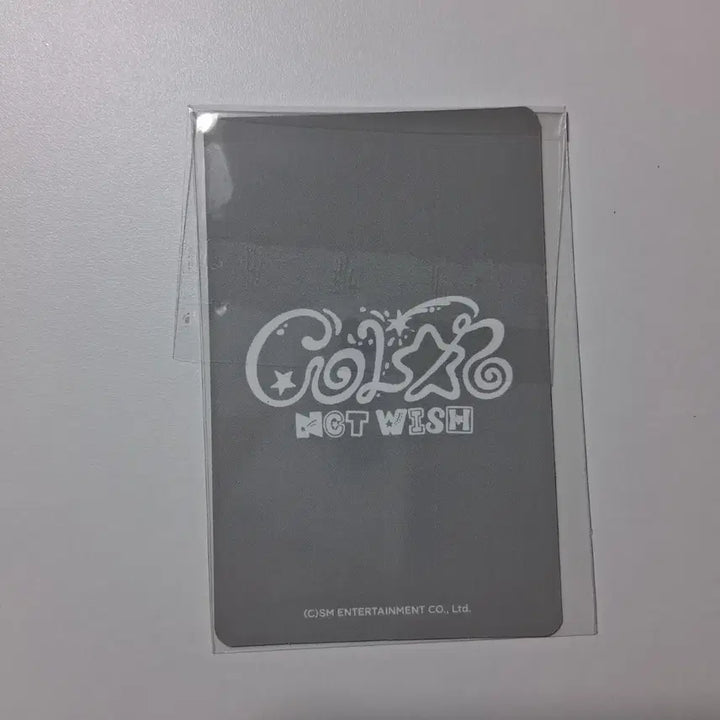 COLOR
NCT WISH
(C)SM ENTERTAINMENT CO., Ltd.